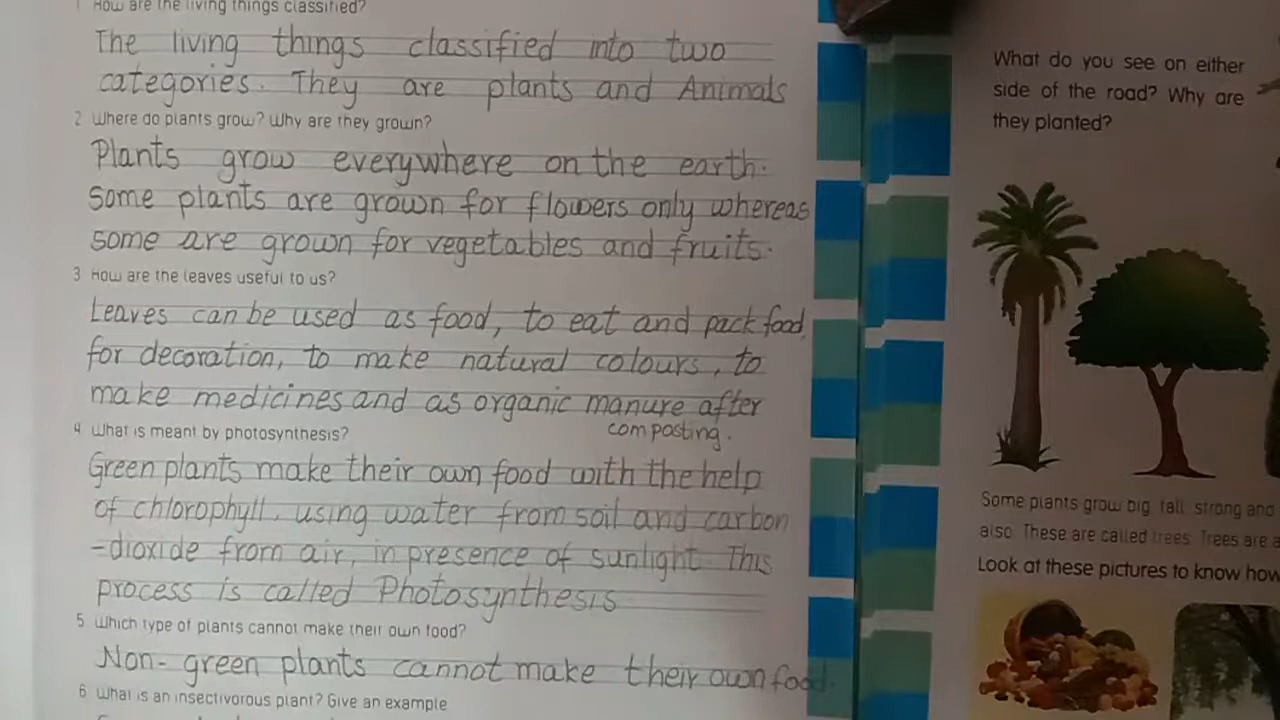 1 How are the living things classified?
The living things classified into two
categories. They are plants and Animals
2 Where do plants grow? Why are they grown?
Plants grow everywhere on the earth.
Some plants are grown for flowers only whereas
some are grown for vegetables and fruits.
3 How are the leaves useful to us?
Leaves can be used as food, to eat and pack food,
for decoration, to make natural colours, to
make medicines and as organic manure after
composting.
4 What is meant by photosynthesis?
Green plants make their own food with the help
of chlorophyll, using water from soil and carbon
-dioxide from air, in presence of sunlight. This
process is called Photosynthesis
5 Which type of plants cannot make their own food?
Non-green plants cannot make their own food.
6 What is an insectivorous plant? Give an example
What do you see on either
side of the road? Why are
they planted?
Some plants grow big, tall, strong and
also. These are called trees. Trees are a
Look at these pictures to know how